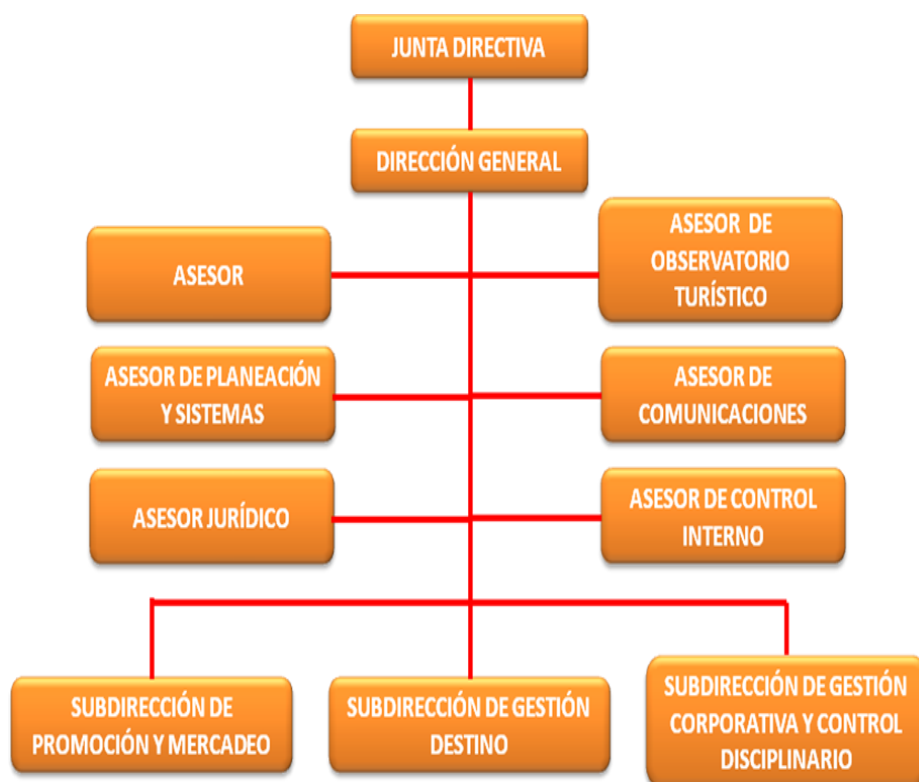 JUNTA DIRECTIVA
DIRECCIÓN GENERAL
ASESOR
ASESOR DE
OBSERVATORIO
TURÍSTICO
ASESOR DE PLANEACIÓN
Y SISTEMAS
ASESOR DE
COMUNICACIONES
ASESOR JURÍDICO
ASESOR DE CONTROL
INTERNO
SUBDIRECCIÓN DE
PROMOCIÓN Y MERCADEO
SUBDIRECCIÓN DE GESTIÓN
DESTINO
SUBDIRECCIÓN DE GESTIÓN
CORPORATIVA Y CONTROL
DISCIPLINARIO